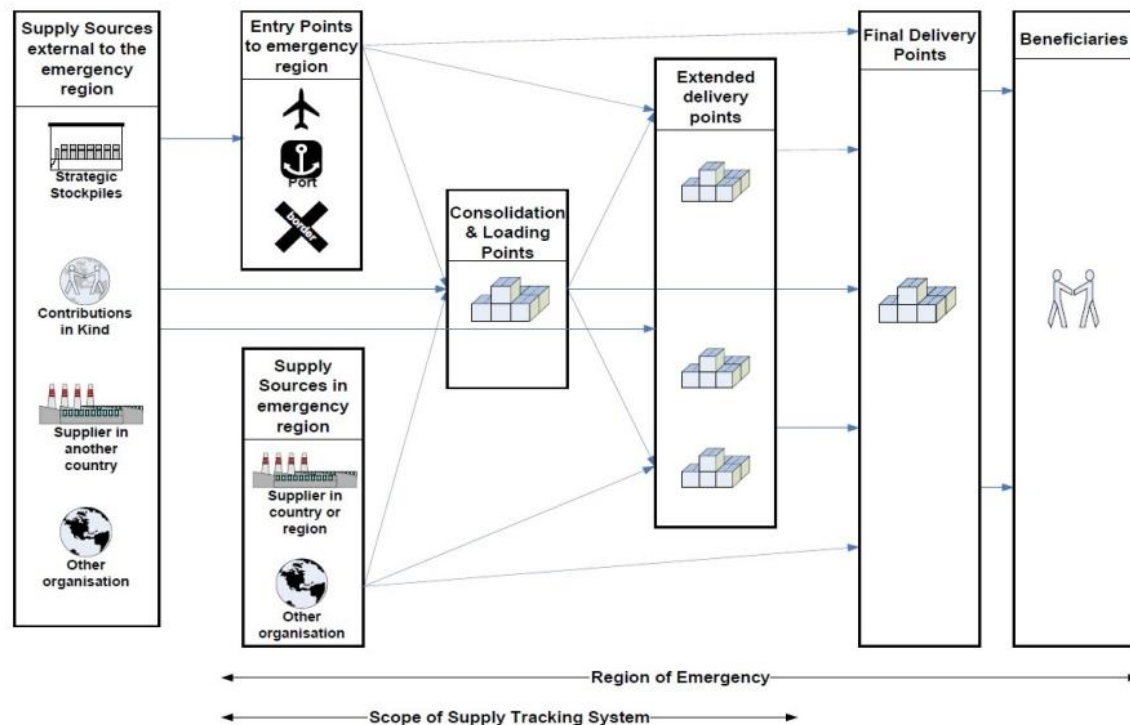 Supply Sources
external to the
emergency
region
Strategic
Stockpiles
Contributions
in Kind
Supplier in
another
country
Other
organisation
Entry Points
to emergency
region
Port
border
Supply
Sources in
emergency
region
Supplier in
country or
region
Other
organisation
Consolidation
& Loading
Points
Extended
delivery
points
Final Delivery
Points
Beneficiaries
Region of Emergency
Scope of Supply Tracking System